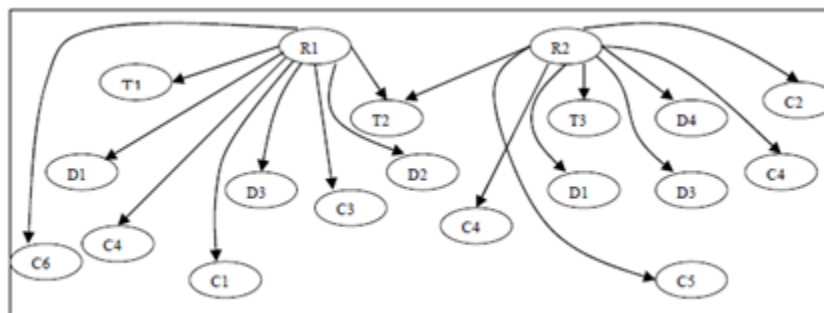 R1 R2
T1 C2
T2 T3 D4
D1 D2 C4
D3 D1 D3
C3
C4 C4
C6 C1 C5